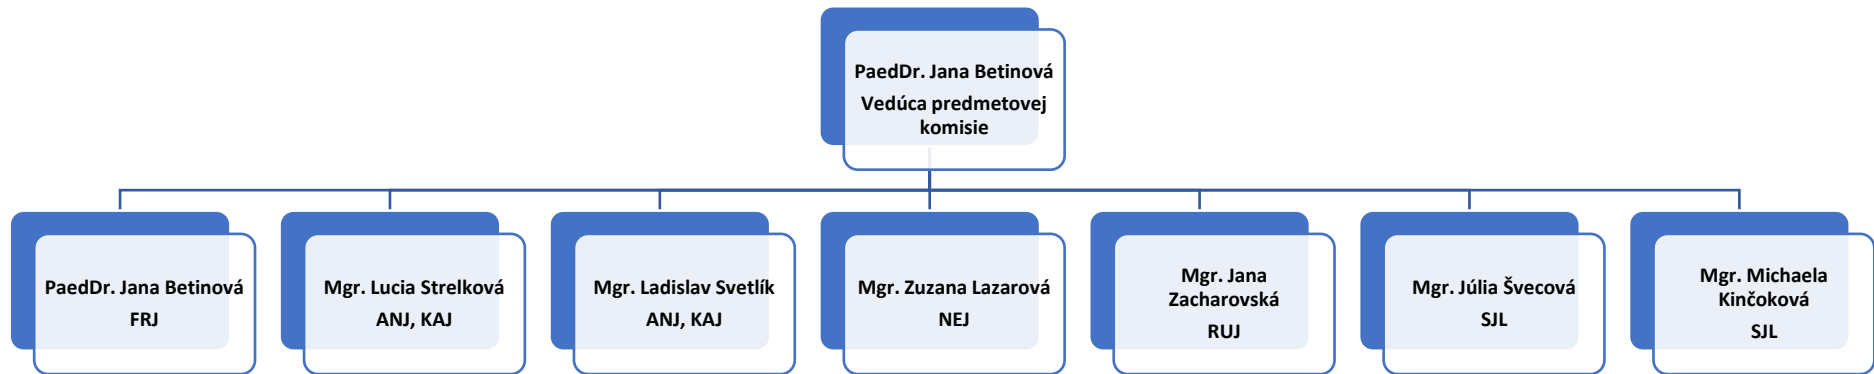 PaedDr. Jana Betinová
Vedúca predmetovej
komisie
PaedDr. Jana Betinová
FRJ
Mgr. Lucia Strelková
ANJ, KAJ
Mgr. Ladislav Svetlík
ANJ, KAJ
Mgr. Zuzana Lazarová
NEJ
Mgr. Jana
Zacharovská
RUJ
Mgr. Júlia Švecová
SJL
Mgr. Michaela
Kinčoková
SJL